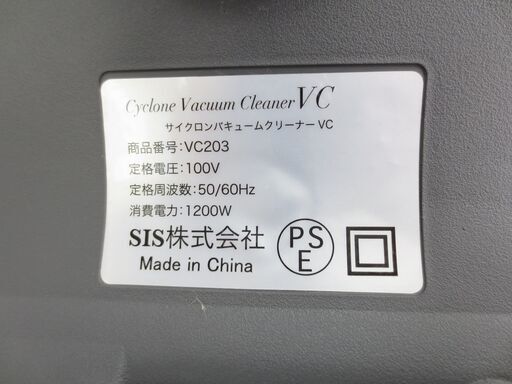 Cyclone Vacuum Cleaner VC
サイクロンバキュームクリーナー VC
商品番号:VC203
定格電圧:100V
定格周波数:50/60Hz
消費電力:1200W
SIS株式会社
Made in China
PS
E